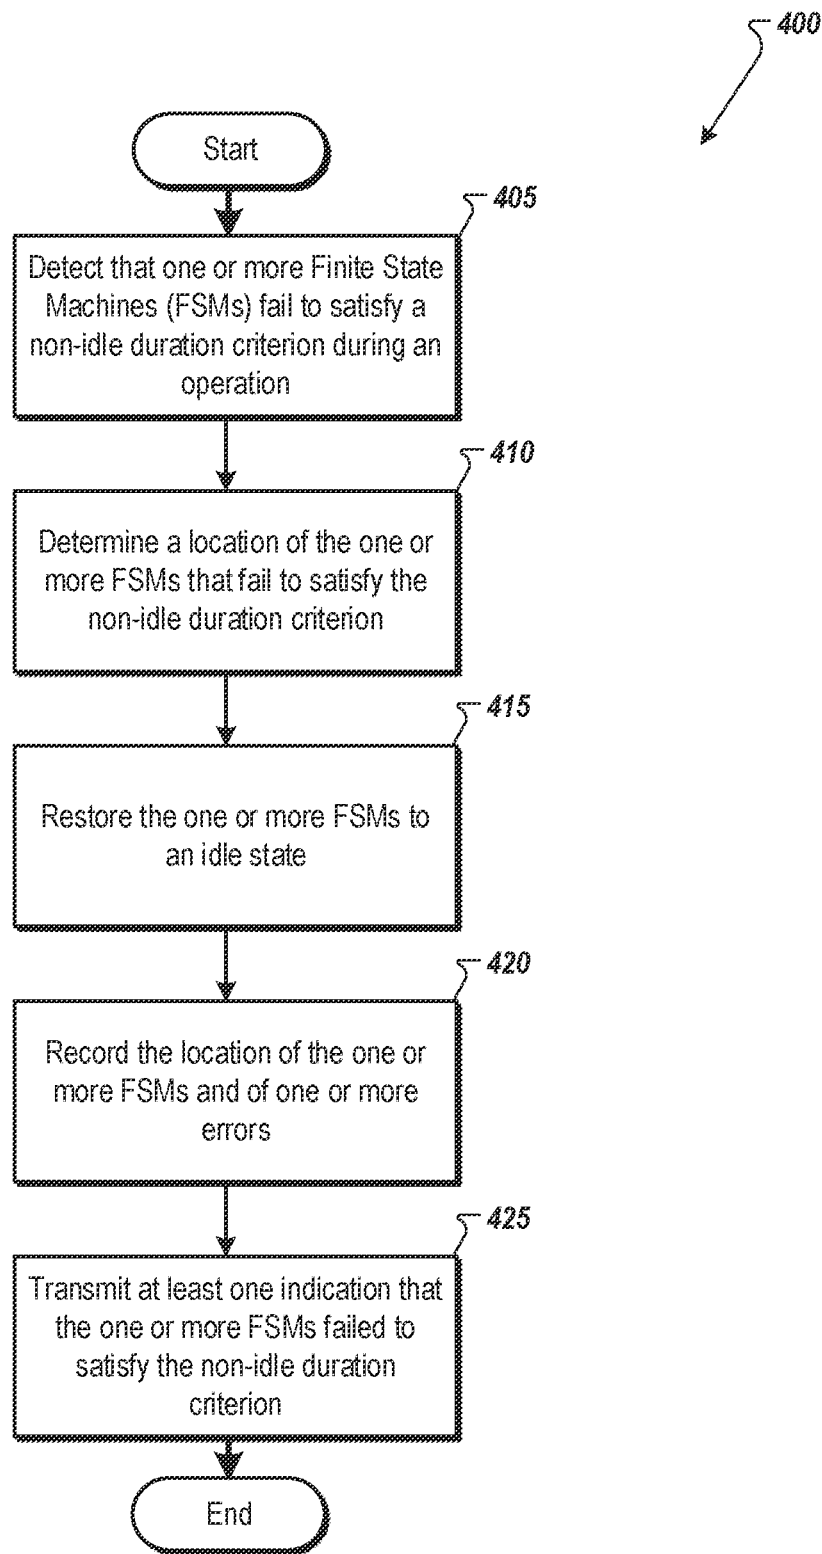 400
Start
405
Detect that one or more Finite State
Machines (FSMs) fail to satisfy a
non-idle duration criterion during an
operation
410
Determine a location of the one or
more FSMs that fail to satisfy the
non-idle duration criterion
415
Restore the one or more FSMs to
an idle state
420
Record the location of the one or
more FSMs and of one or more
errors
425
Transmit at least one indication that
the one or more FSMs failed to
satisfy the non-idle duration
criterion
End